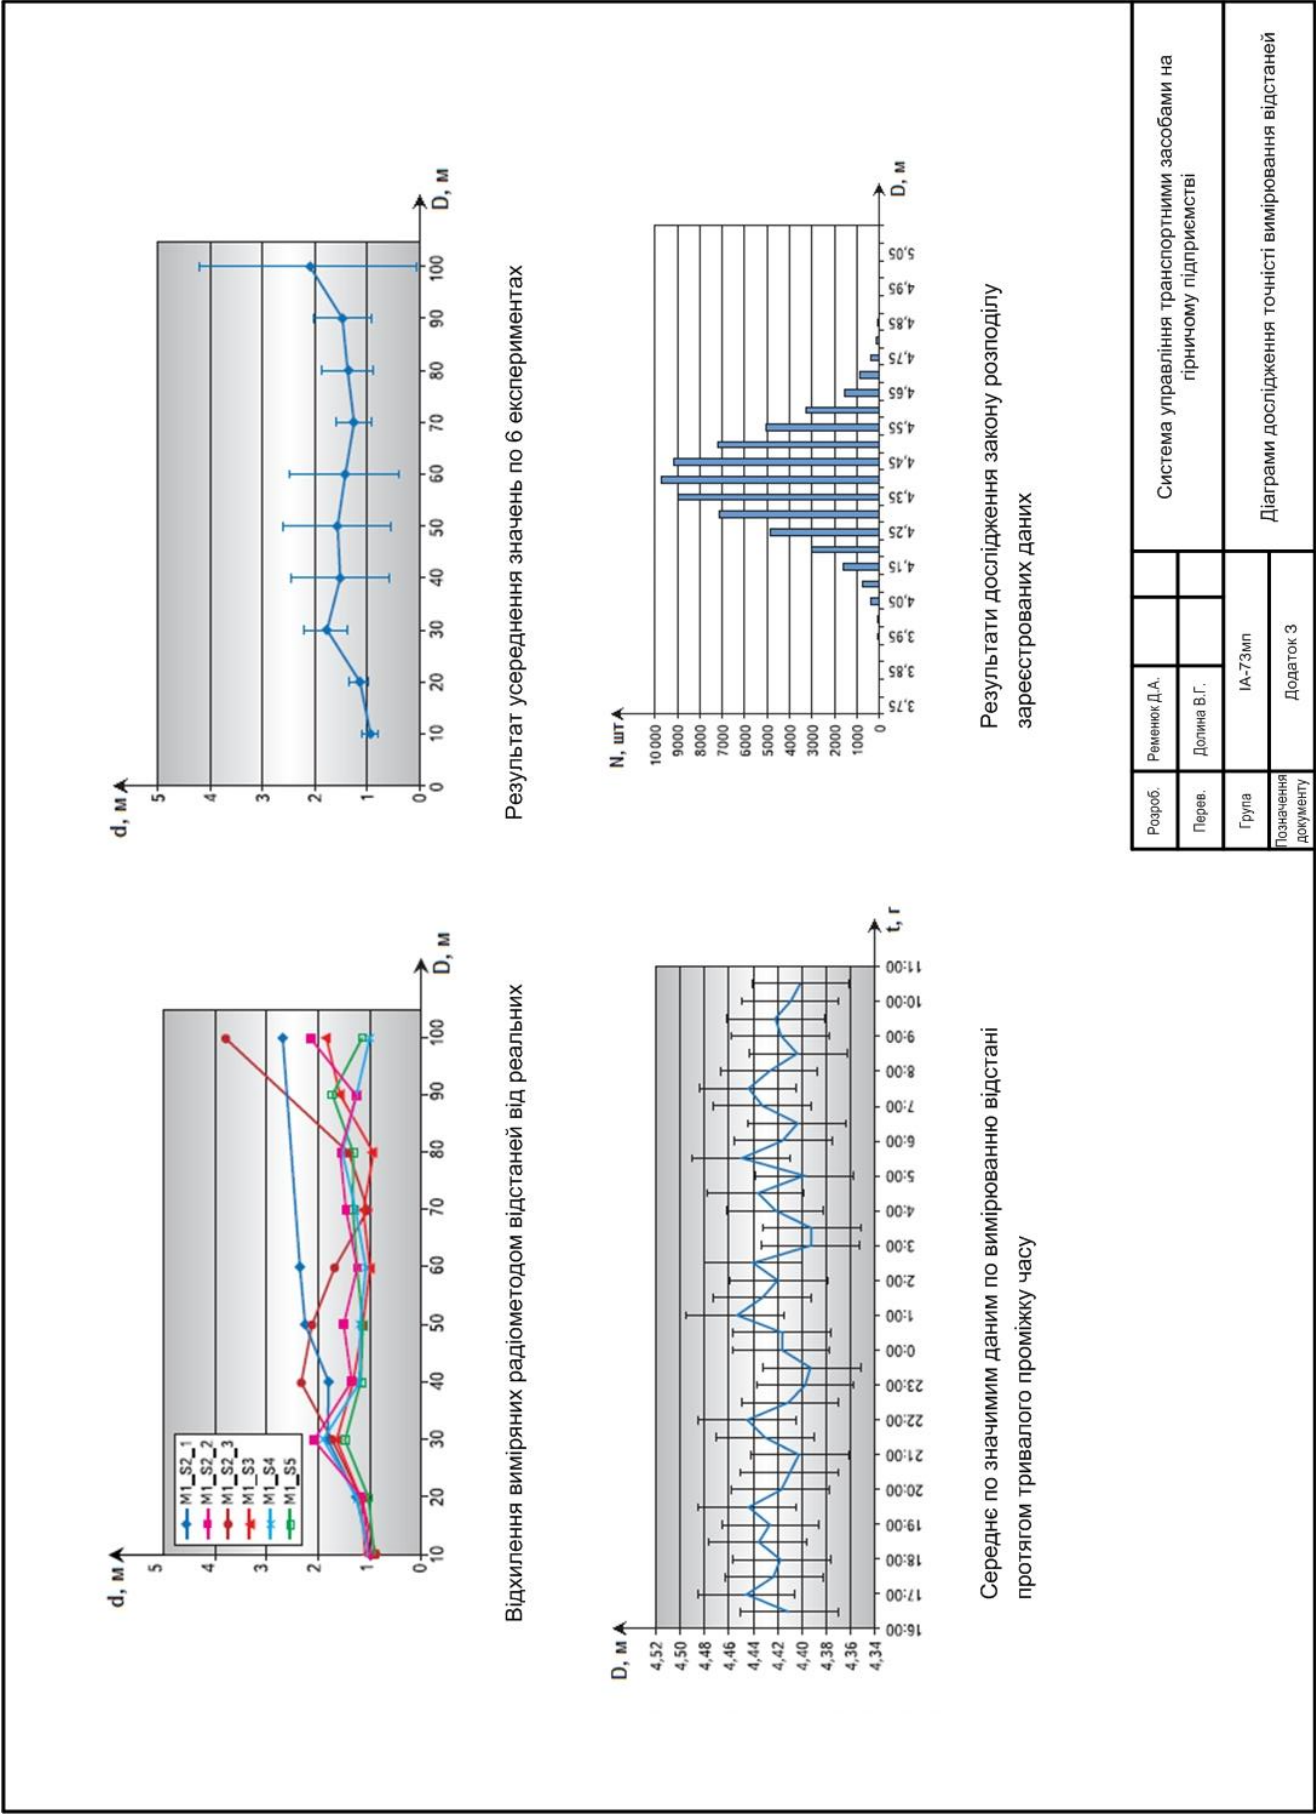 d, м
5
4
3
2
1
0
M1_S2_1
M1_S2_2
M1_S2_3
M1_S3
M1_S4
M1_S5
10 20 30 40 50 60 70 80 90 100
D, м
Відхилення виміряних радіометодом відстаней від реальних
d, м
5
4
3
2
1
0
0 10 20 30 40 50 60 70 80 90 100
D, м
Результат усереднення значень по 6 експериментах
D, м
4,52
4,50
4,48
4,46
4,44
4,42
4,40
4,38
4,36
4,34
16:00 17:00 18:00 19:00 20:00 21:00 22:00 23:00 0:00 1:00 2:00 3:00 4:00 5:00 6:00 7:00 8:00 9:00 10:00 11:00
t, г
Середнє по значимим даним по вимірюванню відстані
протягом тривалого проміжку часу
N, шт
10 000
9000
8000
7000
6000
5000
4000
3000
2000
1000
0
3,75 3,85 3,95 4,05 4,15 4,25 4,35 4,45 4,55 4,65 4,75 4,85 4,95 5,05
D, м
Результати дослідження закону розподілу
зареєстрованих даних
Розроб. Ременюк Д.А.
Перев. Долина В.Г.
Система управління транспортними засобами на
гірничому підприємстві
Група ІА-73мп
Позначення
документу
Додаток 3
Діаграми дослідження точністі вимірювання відстаней